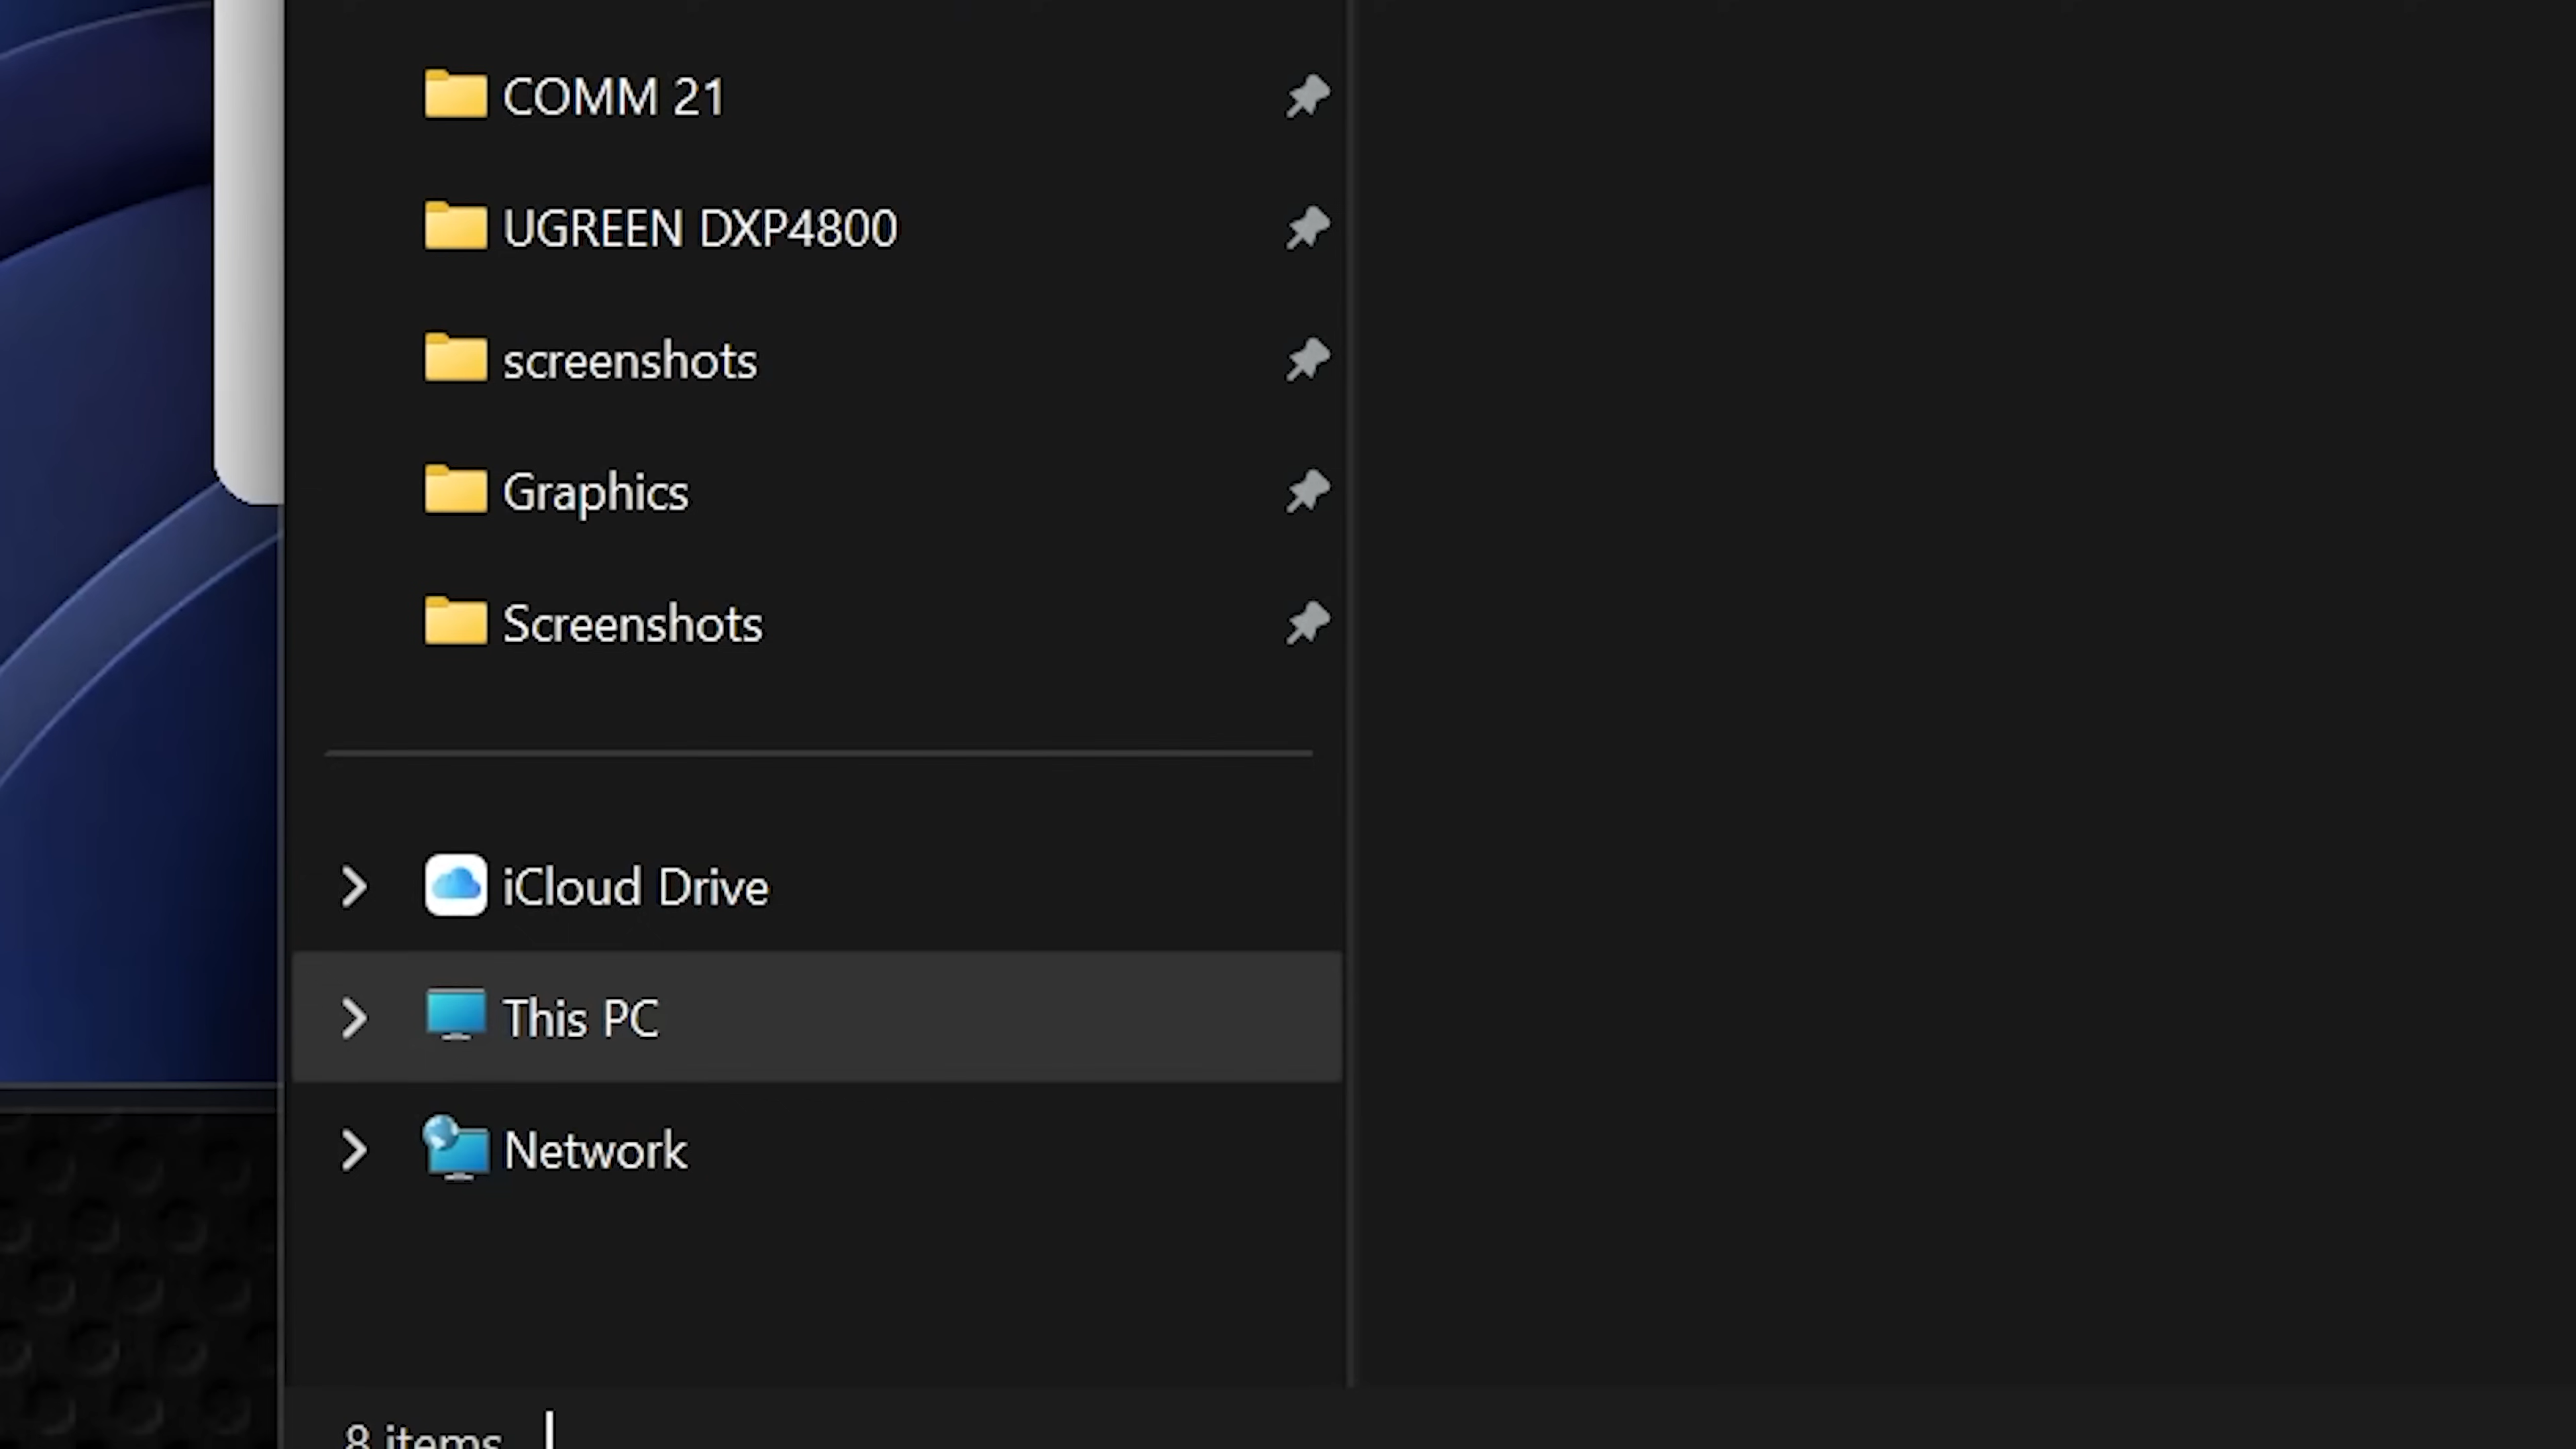 COMM 21
UGREEN DXP4800
screenshots
Graphics
Screenshots
iCloud Drive
This PC
Network
8 items